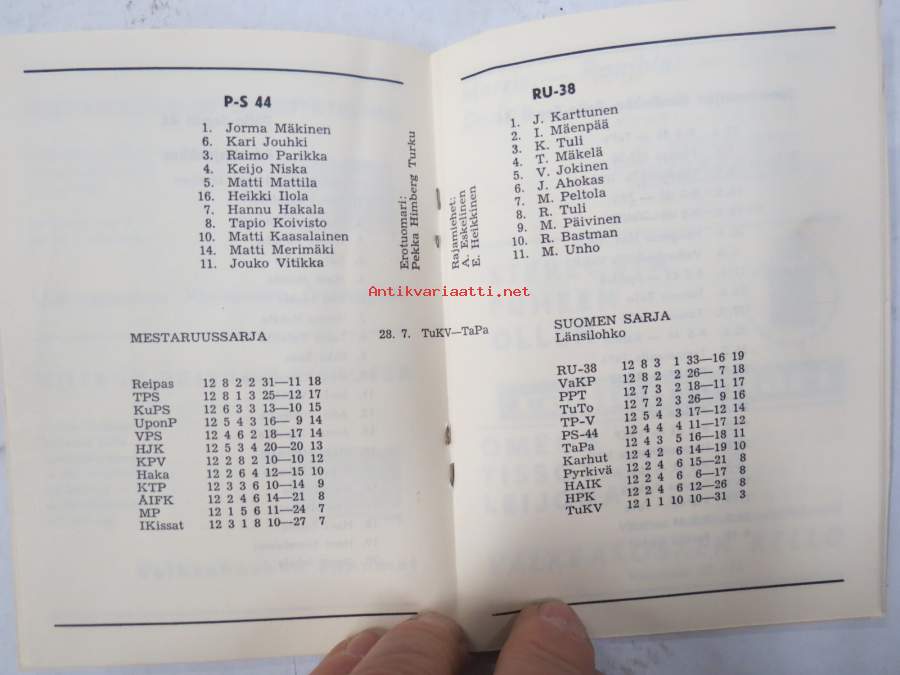 P-S 44
1. Jorma Mäkinen
6. Kari Jouhki
3. Raimo Parikka
4. Keijo Niska
5. Matti Mattila
16. Heikki Ilola
7. Hannu Hakala
8. Tapio Koivisto
10. Matti Kaasalainen
14. Matti Merimäki
11. Jouko Vitikka
Erotuomari:
Pekka Himberg Turku
MESTARUUSSARJA
Reipas 12 8 2 2 31—11 18
TPS 12 8 1 3 25—12 17
KuPS 12 6 3 3 13—10 15
UponP 12 5 4 3 16— 9 14
VPS 12 4 6 2 18—17 14
HJK 12 5 3 4 20—20 13
KPV 12 2 8 2 10—10 12
Haka 12 2 6 4 12—15 10
KTP 12 3 3 6 10—14 9
ÅIFK 12 2 4 6 14—21 8
MP 12 1 5 6 11—24 7
IKissat 12 3 1 8 10—27 7
28. 7. TuKV—TaPa
RU-38
1. J. Karttunen
2. I. Mäenpää
3. K. Tuli
4. T. Mäkelä
5. V. Jokinen
6. J. Ahokas
7. M. Peltola
8. R. Tuli
9. M. Päivinen
10. R. Bastman
11. M. Unho
Rajamiehet:
A. Eskelinen
E. Heikkinen
Antikvariaatti.net
SUOMEN SARJA
Länsilohko
RU-38 12 8 3 1 33—16 19
VaKP 12 8 2 2 26— 7 18
PPT 12 7 3 2 18—11 17
TuTo 12 7 2 3 26— 9 16
TP-V 12 5 4 3 17—12 14
PS-44 12 4 4 4 11—17 12
TaPa 12 4 3 5 16—18 11
Karhut 12 4 2 6 14—19 10
Pyrkivä 12 2 4 6 15—21 8
HAIK 12 2 4 6 6—17 8
HPK 12 2 4 6 12—26 8
TuKV 12 1 1 10 10—31 3